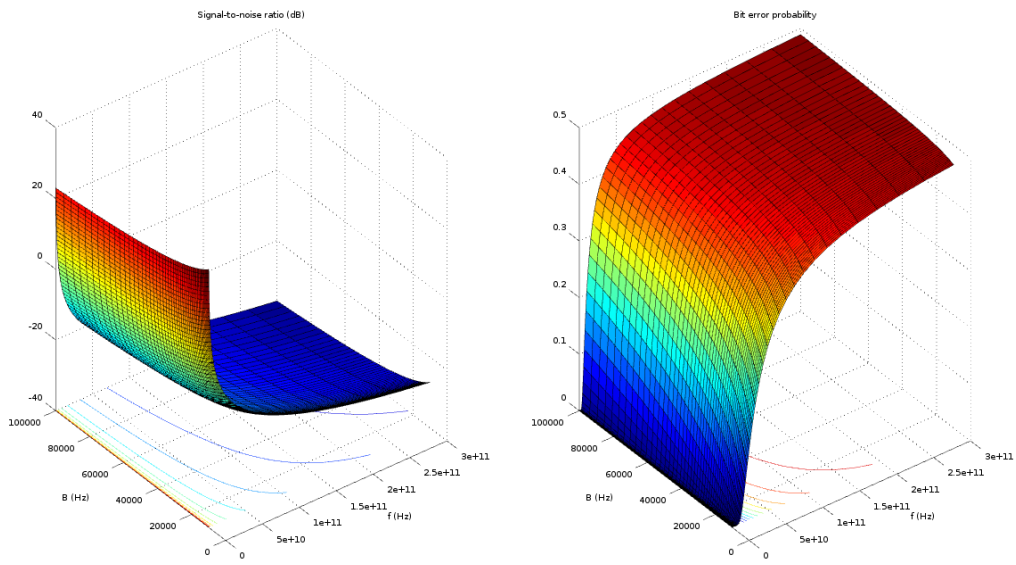 Signal-to-noise ratio (dB)
40
20
0
-20
-40
100000
80000
60000
40000
20000
0
B (Hz)
0
5e+10
1e+11
1.5e+11
2e+11
2.5e+11
3e+11
f (Hz)
Bit error probability
0.5
0.4
0.3
0.2
0.1
0
100000
80000
60000
40000
20000
0
B (Hz)
0
5e+10
1e+11
1.5e+11
2e+11
2.5e+11
3e+11
f (Hz)